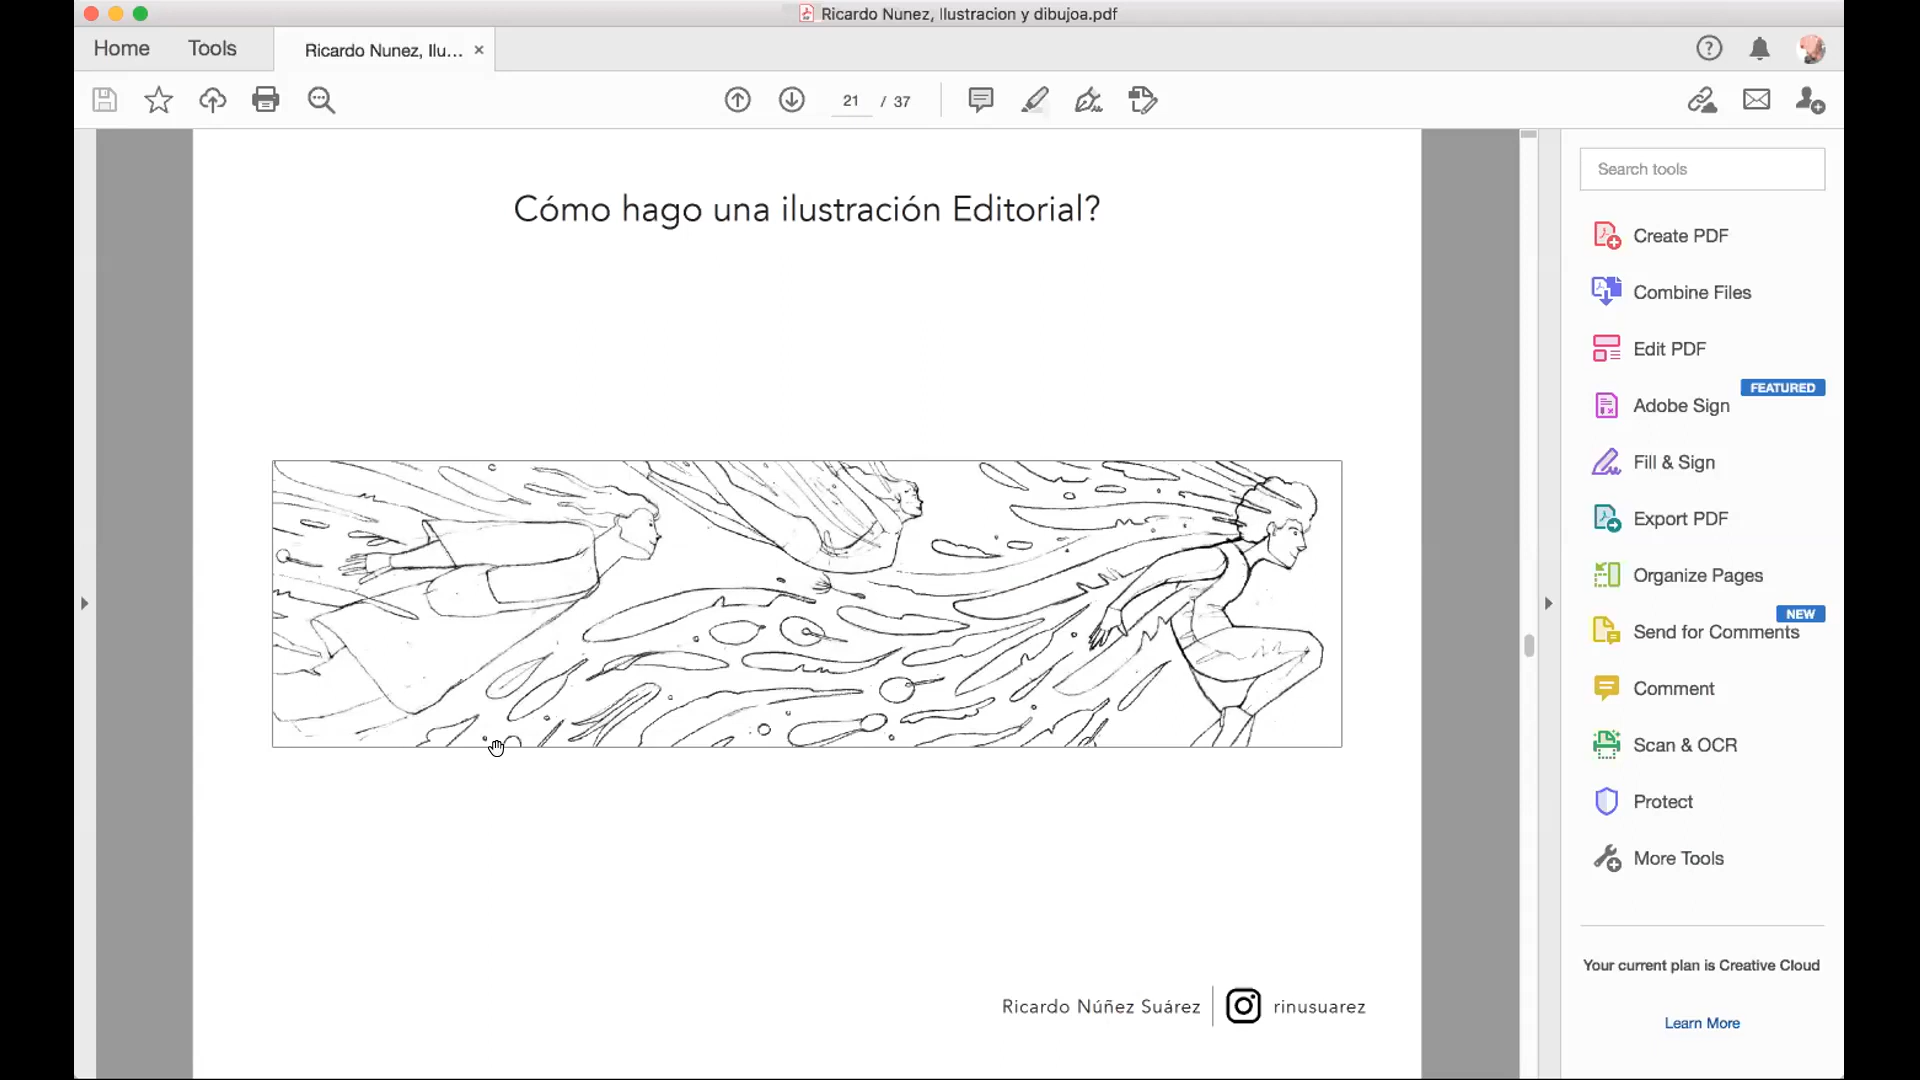 Ricardo Nunez, Ilustracion y dibujoa.pdf
Home
Tools
Ricardo Nunez, Ilu...
21 / 37
Cómo hago una ilustración Editorial?
Ricardo Núñez Suárez
rinusuarez
Search tools
Create PDF
Combine Files
Edit PDF
FEATURED
Adobe Sign
Fill & Sign
Export PDF
Organize Pages
NEW
Send for Comments
Comment
Scan & OCR
Protect
More Tools
Your current plan is Creative Cloud
Learn More